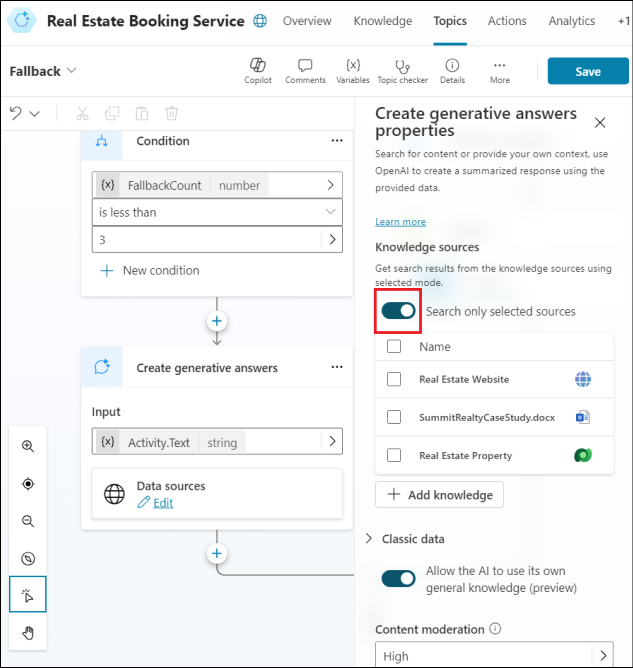 Real Estate Booking Service
Overview
Knowledge
Topics
Actions
Analytics
+1
Fallback
Copilot
Comments
{x}
Variables
Topic checker
Details
More
Save
Condition
{x} FallbackCount number
is less than
3
New condition
Create generative answers
Input
{x} Activity.Text string
Data sources
Edit
Create generative answers
properties
Search for content or provide your own context, use
OpenAI to create a summarized response using the
provided data.
Learn more
Knowledge sources
Get search results from the knowledge sources using
selected mode.
Search only selected sources
Name
Real Estate Website
SummitRealtyCaseStudy.docx
Real Estate Property
Add knowledge
Classic data
Allow the AI to use its own
general knowledge (preview)
Content moderation
High